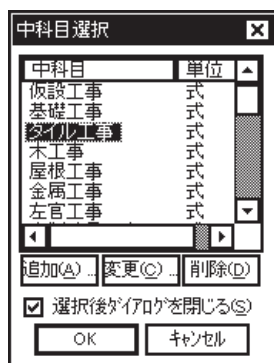 中科目選択
中科目 単位
仮設工事 式
基礎工事 式
タイル工事 式
木工事 式
屋根工事 式
金属工事 式
左官工事 式
追加(A) .. 変更(C) .. 削除(D)
選択後ダイアログを閉じる(S)
OK キャンセル